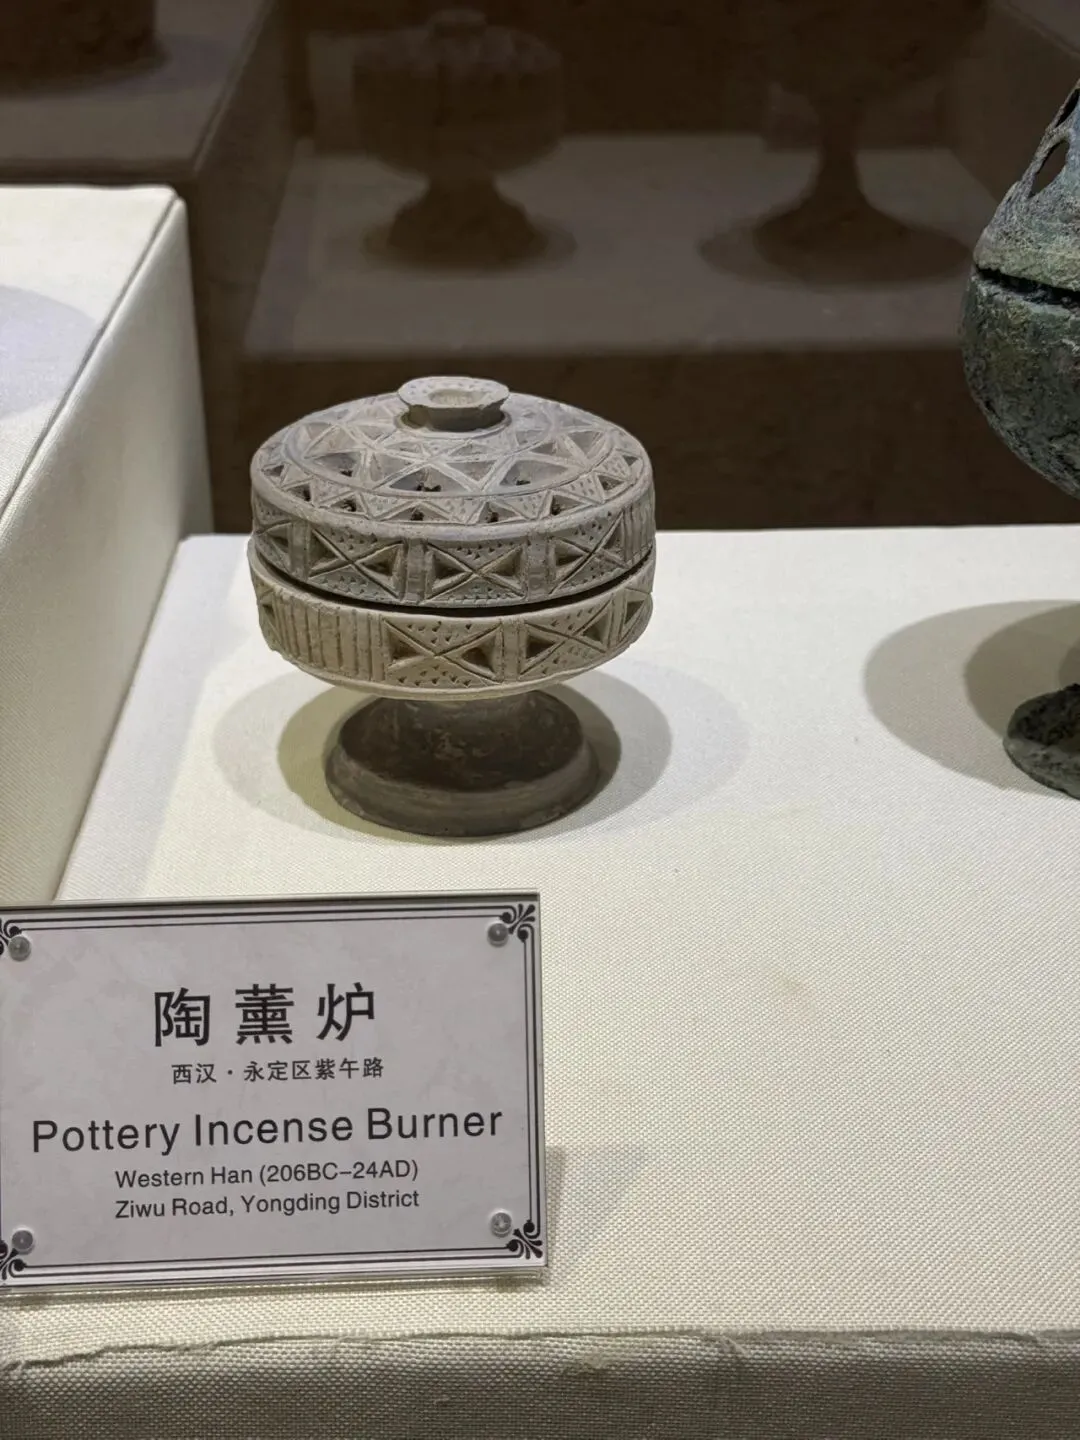 陶薰炉
西汉·永定区紫午路
Pottery Incense Burner
Western Han (206BC–24AD)
Ziwu Road, Yongding District